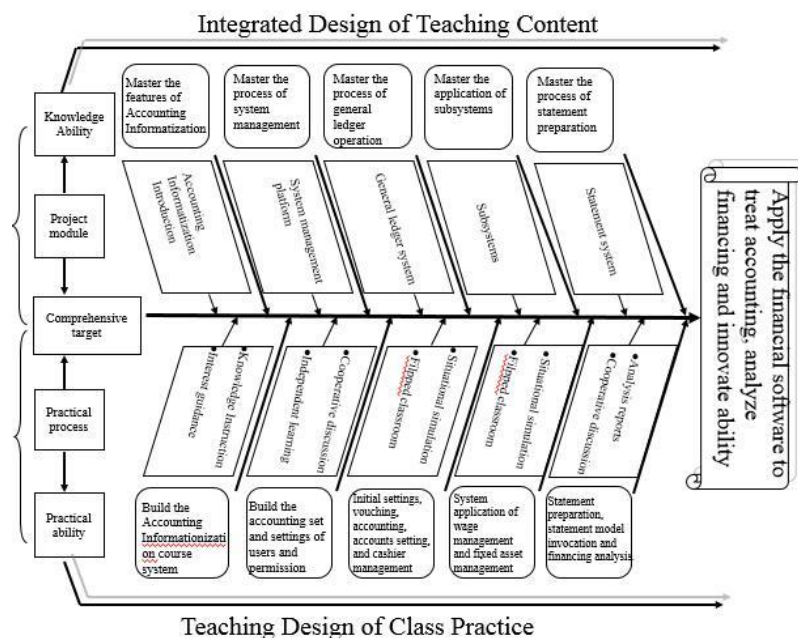 Integrated Design of Teaching Content
Knowledge
Ability
Master the
features of
Accounting
Informatization
Master the
process of
system
management
Master the
process of
general
ledger
operation
Master the
application of
subsystems
Master the
process of
statement
preparation
Project
module
Accounting
Informatization
Introduction
System management
platform
General ledger system
Subsystems
Statement system
Comprehensive
target
Apply the financial software to
treat accounting, analyze
financing and innovate ability
Practical
process
•Knowledge Instruction
•Interest guidance
•Cooperative discussion
•Independent learning
•Situational simulation
•Flipped classroom
•Situational simulation
•Flipped classroom
•Analysis reports
•Cooperative discussion
Practical
ability
Build the
Accounting
Informationizati
on course
system
Build the
accounting set
and settings of
users and
permission
Initial settings,
vouching,
accounting,
accounts setting,
and cashier
management
System
application of
wage
management
and fixed asset
management
Statement
preparation,
statement model
invocation and
financing analysis
Teaching Design of Class Practice